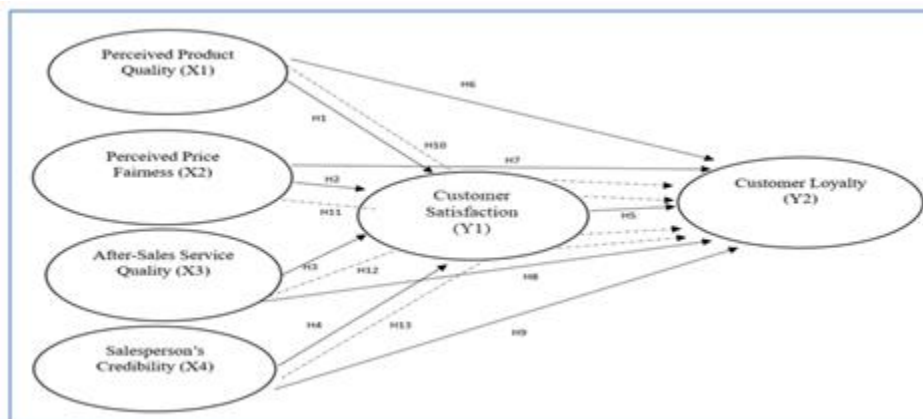 Perceived Product
Quality (X1)
H6
H1
H10
Perceived Price
Fairness (X2)
H7
H2
Customer Loyalty
(Y2)
Customer
Satisfaction
(Y1)
H11
H5
After-Sales Service
Quality (X3)
H3
H12
H8
H4
H13
H9
Salesperson's
Credibility (X4)